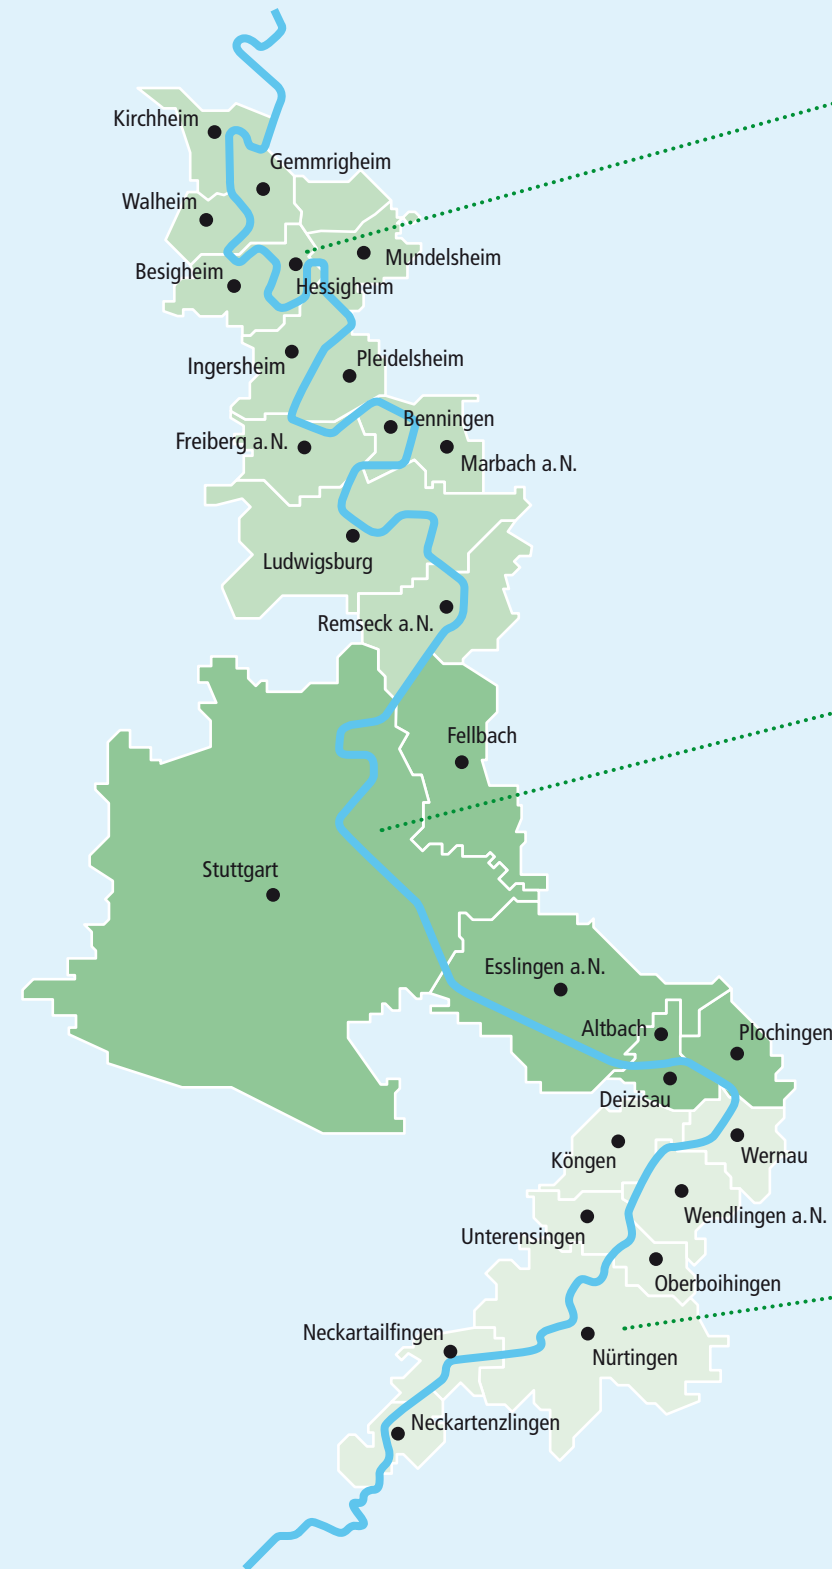 Kirchheim
Gemmrigheim
Walheim
Mundelsheim
Besigheim
Hessigheim
Ingersheim
Pleidelsheim
Benningen
Freiberg a.N.
Marbach a.N.
Ludwigsburg
Remseck a.N.
Fellbach
Stuttgart
Esslingen a.N.
Altbach
Plochingen
Deizisau
Köngen
Wernau
Wendlingen a.N.
Unterensingen
Oberboihingen
Neckartailfingen
Nürtingen
Neckartenzlingen